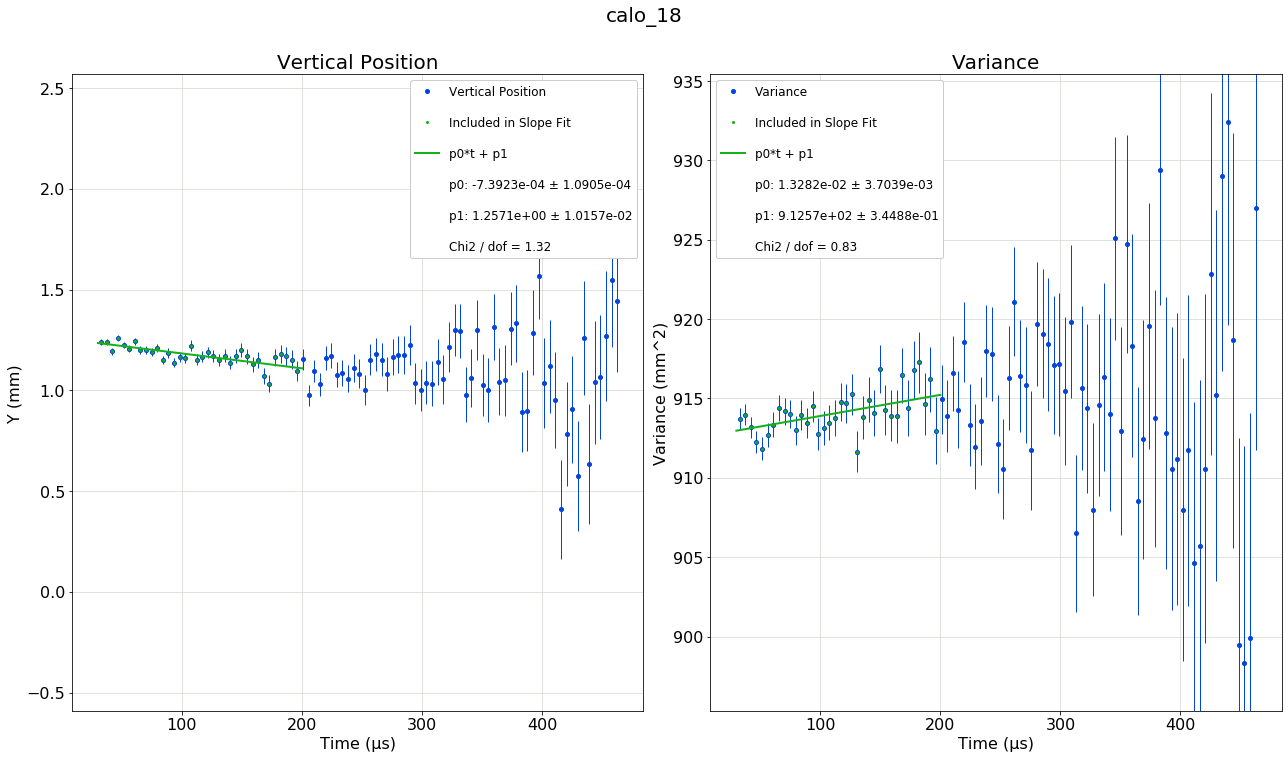 calo_18
Vertical Position
2.5
2.0
1.5
1.0
0.5
0.0
−0.5
Y (mm)
Vertical Position
Included in Slope Fit
p0*t + p1
p0: -7.3923e-04 ± 1.0905e-04
p1: 1.2571e+00 ± 1.0157e-02
Chi2 / dof = 1.32
100
200
300
400
Time (μs)
Variance
935
930
925
920
915
910
905
900
Variance (mm^2)
Variance
Included in Slope Fit
p0*t + p1
p0: 1.3282e-02 ± 3.7039e-03
p1: 9.1257e+02 ± 3.4488e-01
Chi2 / dof = 0.83
100
200
300
400
Time (μs)